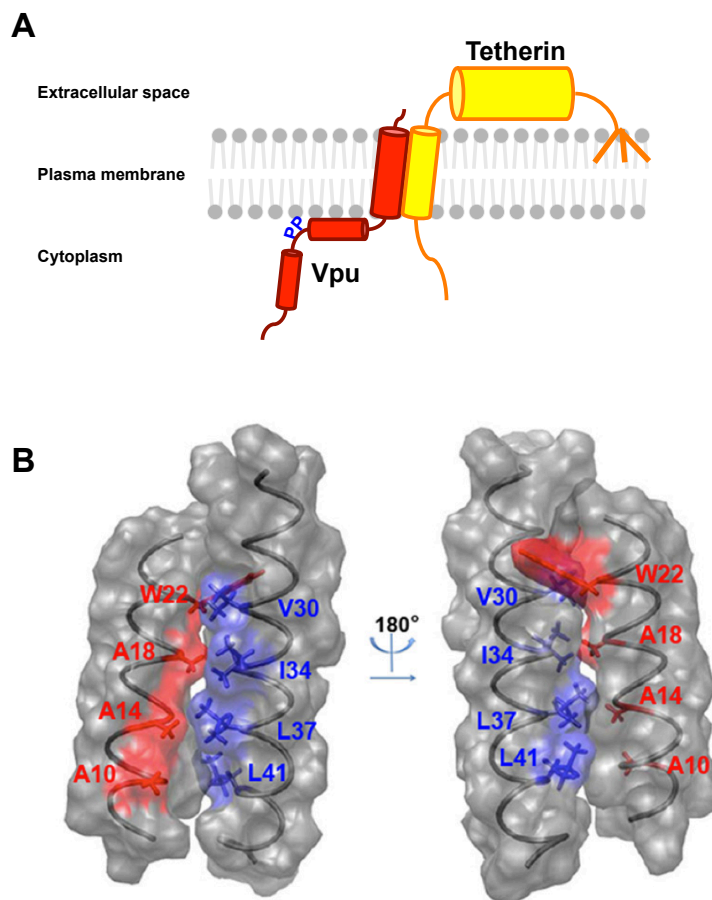 A
Tetherin
Extracellular space
Plasma membrane
Cytoplasm
PP
Vpu
B
W22
V30
A18
I34
A14
L37
A10
L41
180°
W22
V30
A18
I34
A14
L37
L41
A10